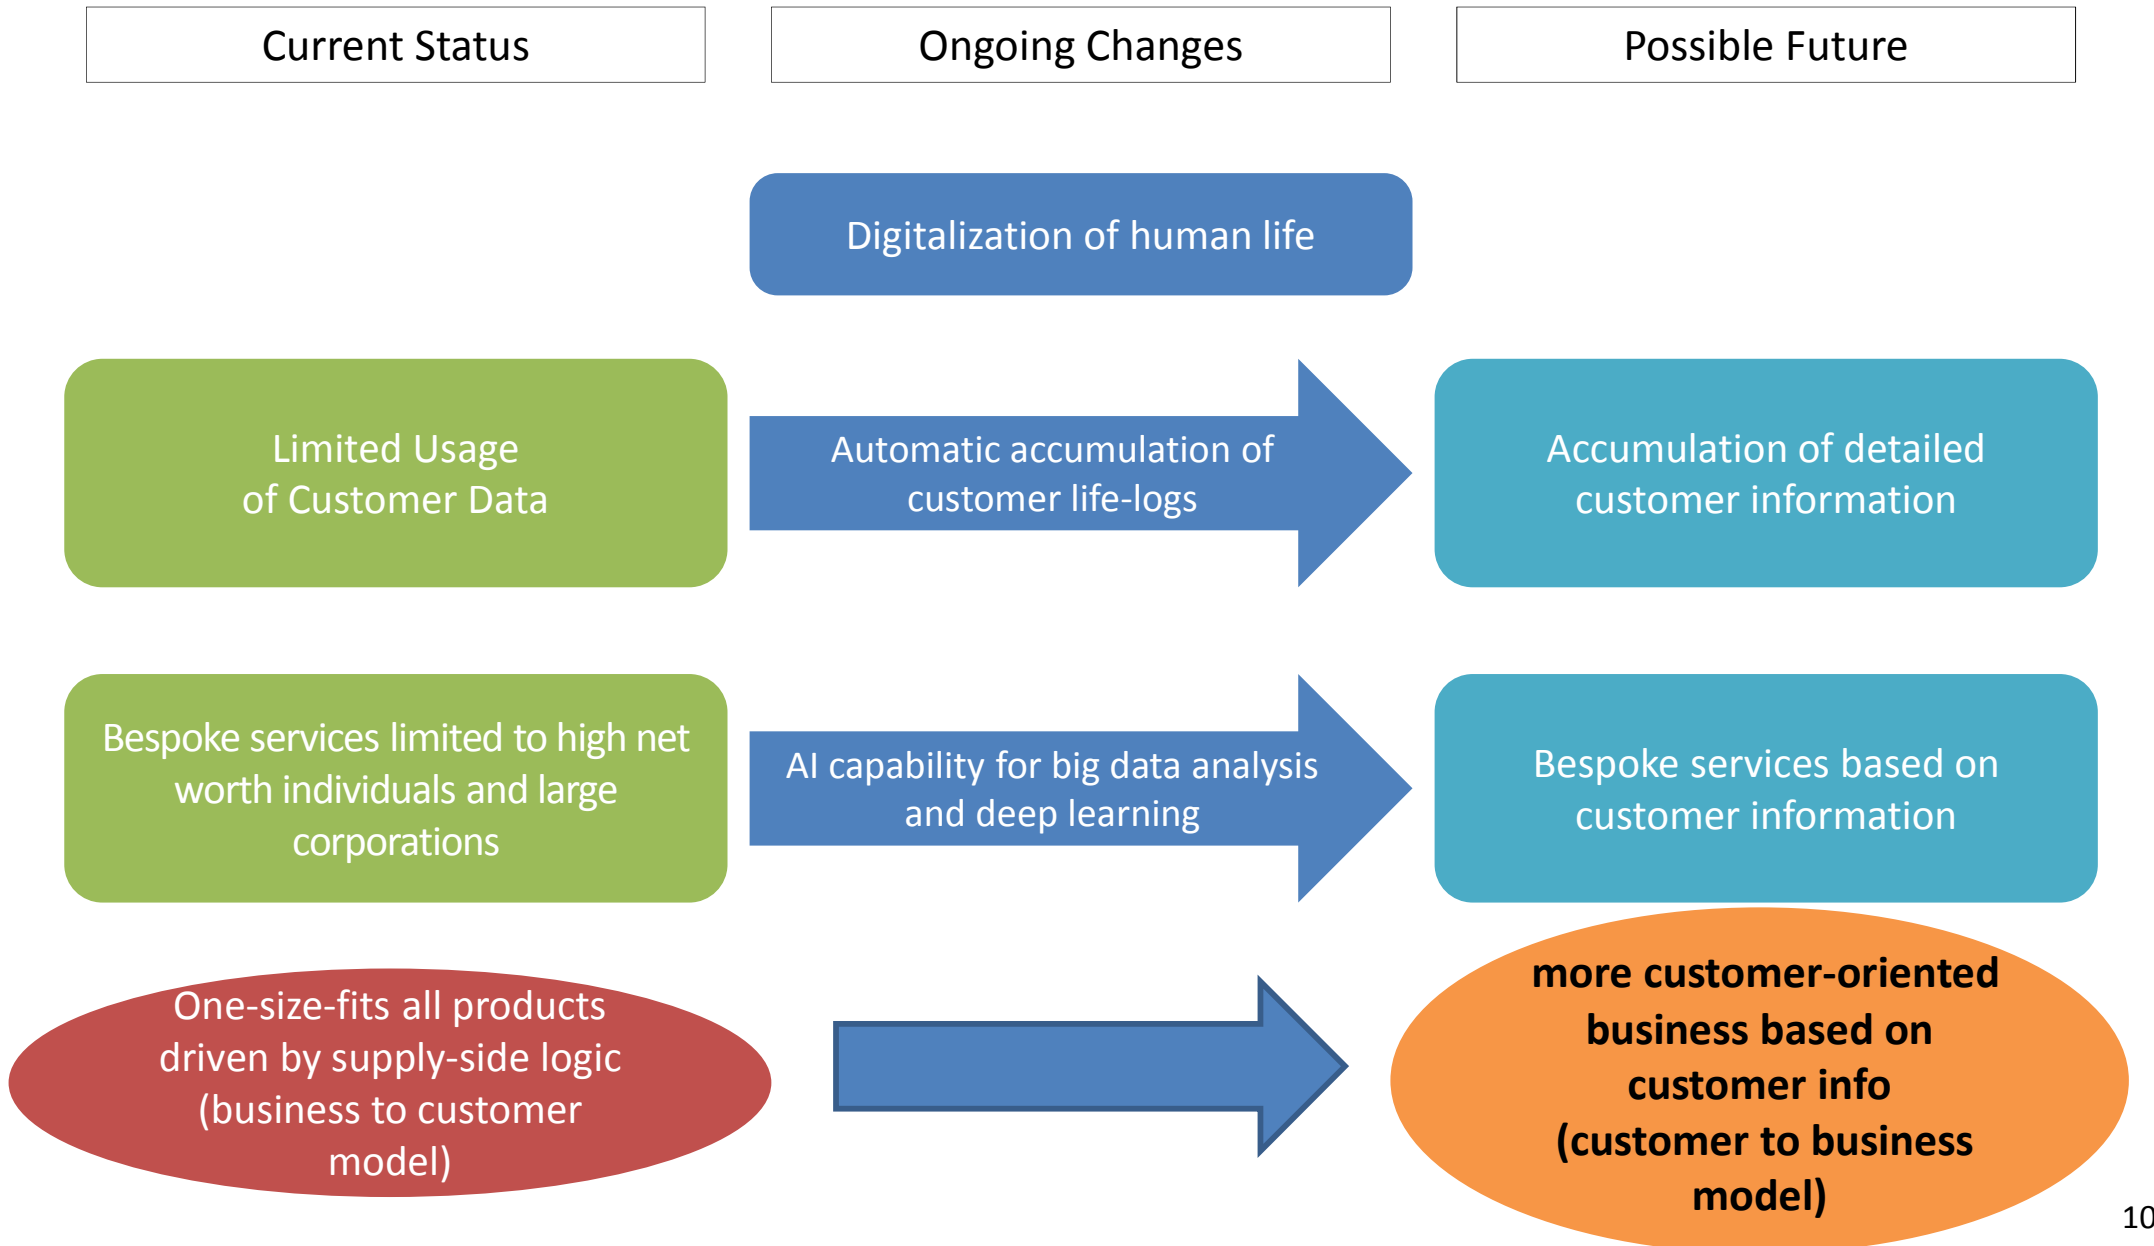 Current Status
Ongoing Changes
Possible Future
Digitalization of human life
Limited Usage
of Customer Data
Automatic accumulation of
customer life-logs
Accumulation of detailed
customer information
Bespoke services limited to high net
worth individuals and large
corporations
AI capability for big data analysis
and deep learning
Bespoke services based on
customer information
One-size-fits all products
driven by supply-side logic
(business to customer
model)
more customer-oriented
business based on
customer info
(customer to business
model)
10